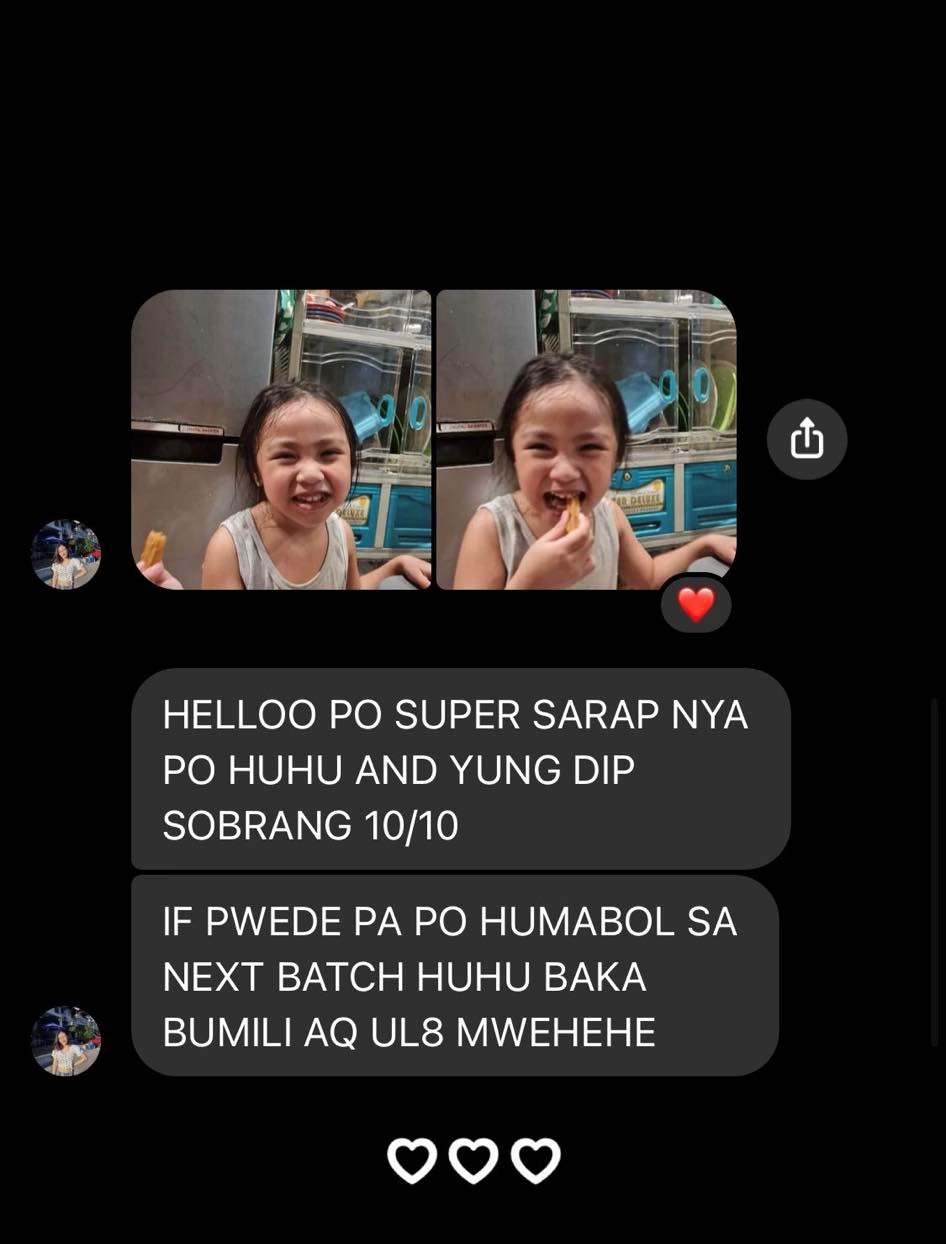 HELLOO PO SUPER SARAP NYA
PO HUHU AND YUNG DIP
SOBRANG 10/10
IF PWEDE PA PO HUMABOL SA
NEXT BATCH HUHU BAKA
BUMILI AQ UL8 MWEHEHE